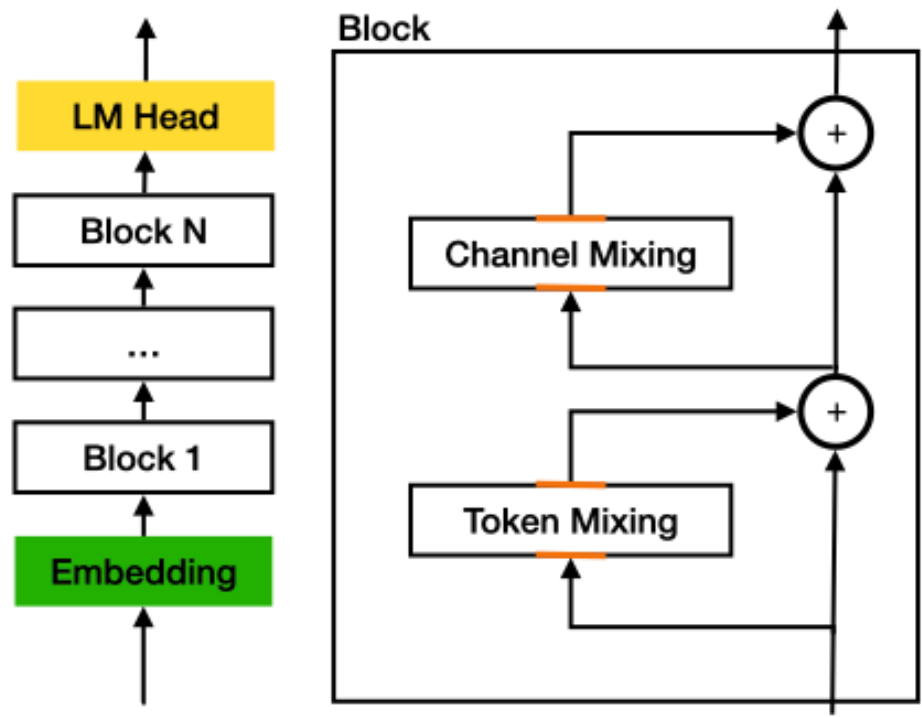 LM Head
Block N
...
Block 1
Embedding
Block
+
Channel Mixing
+
Token Mixing